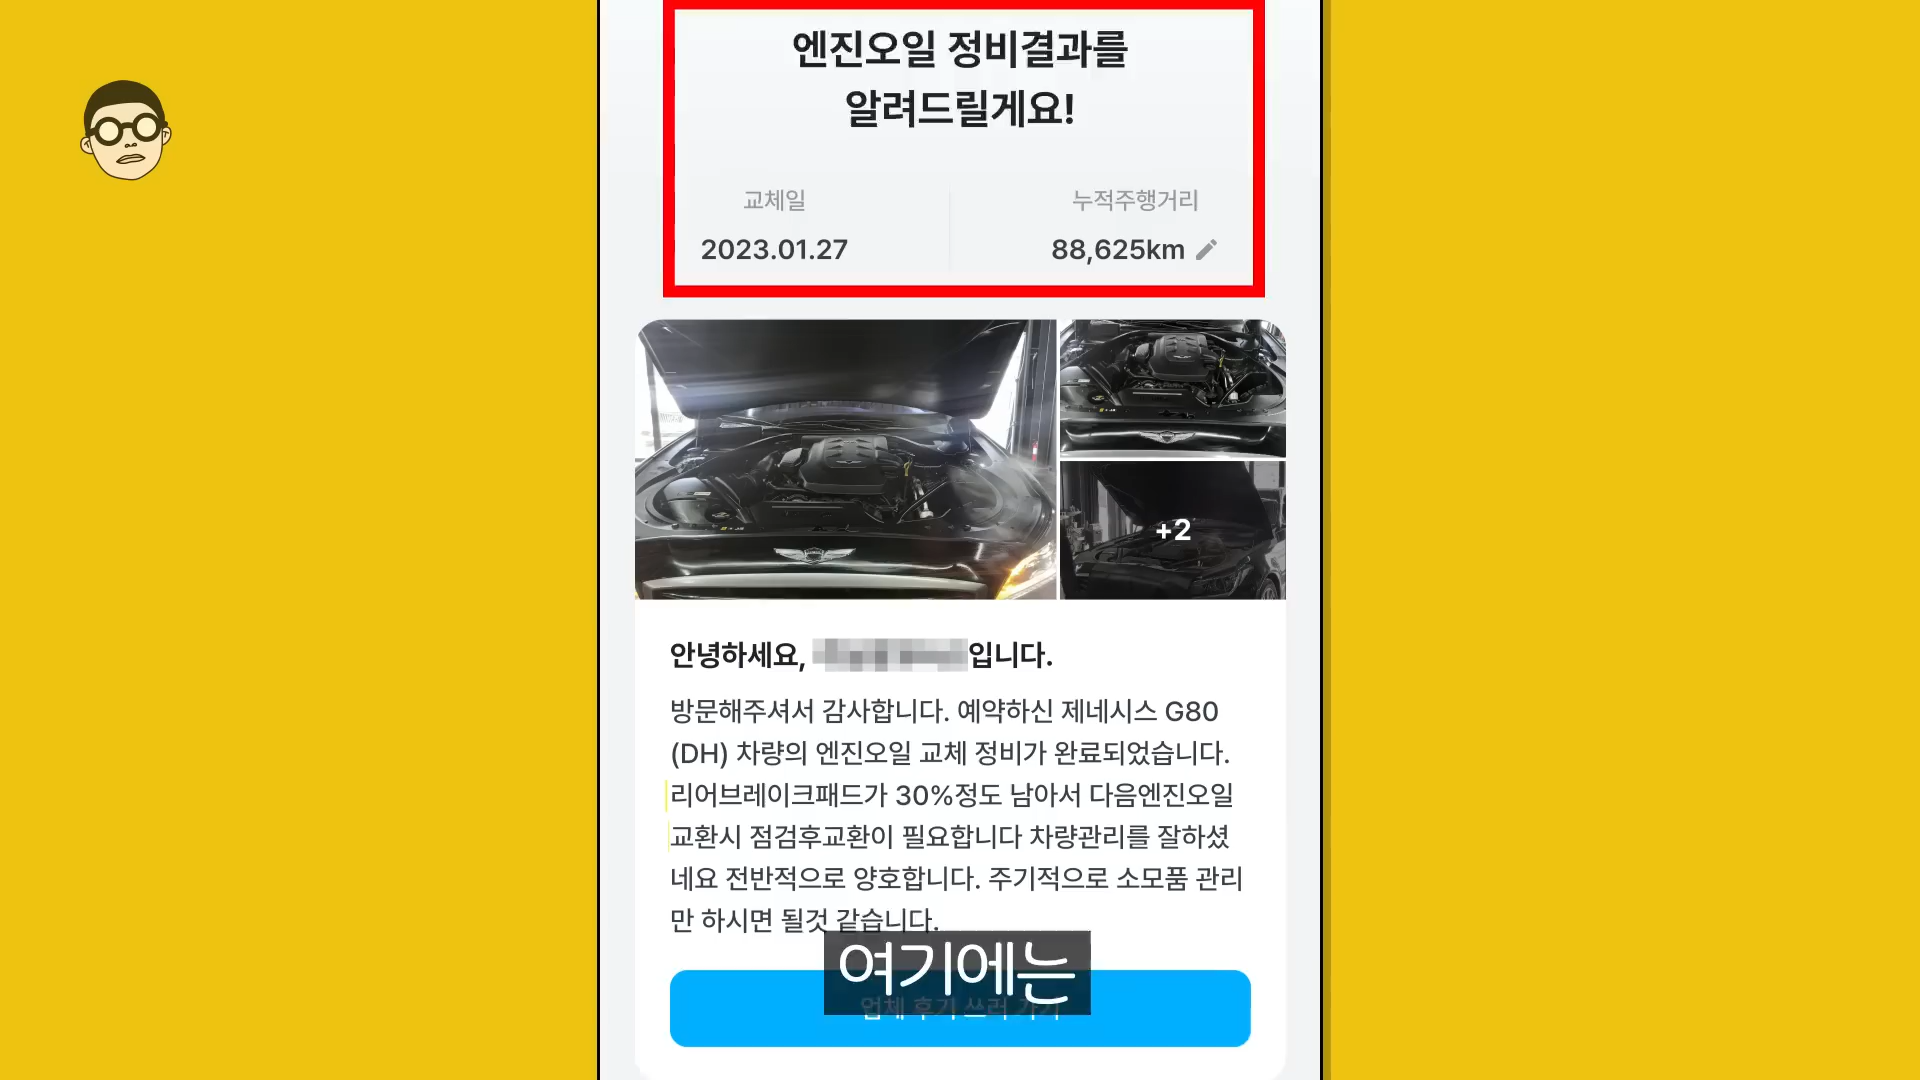 엔진오일 정비결과를
알려드릴게요!
교체일
누적주행거리
2023.01.27
88,625km
+2
안녕하세요,
입니다.
방문해주셔서 감사합니다. 예약하신 제네시스 G80
(DH) 차량의 엔진오일 교체 정비가 완료되었습니다.
리어브레이크패드가 30%정도 남아서 다음엔진오일
교환시 점검후교환이 필요합니다 차량관리를 잘하셨
네요 전반적으로 양호합니다. 주기적으로 소모품 관리
만 하시면 될것 같습니다.
여기에는
업체 후기 쓰러 가기